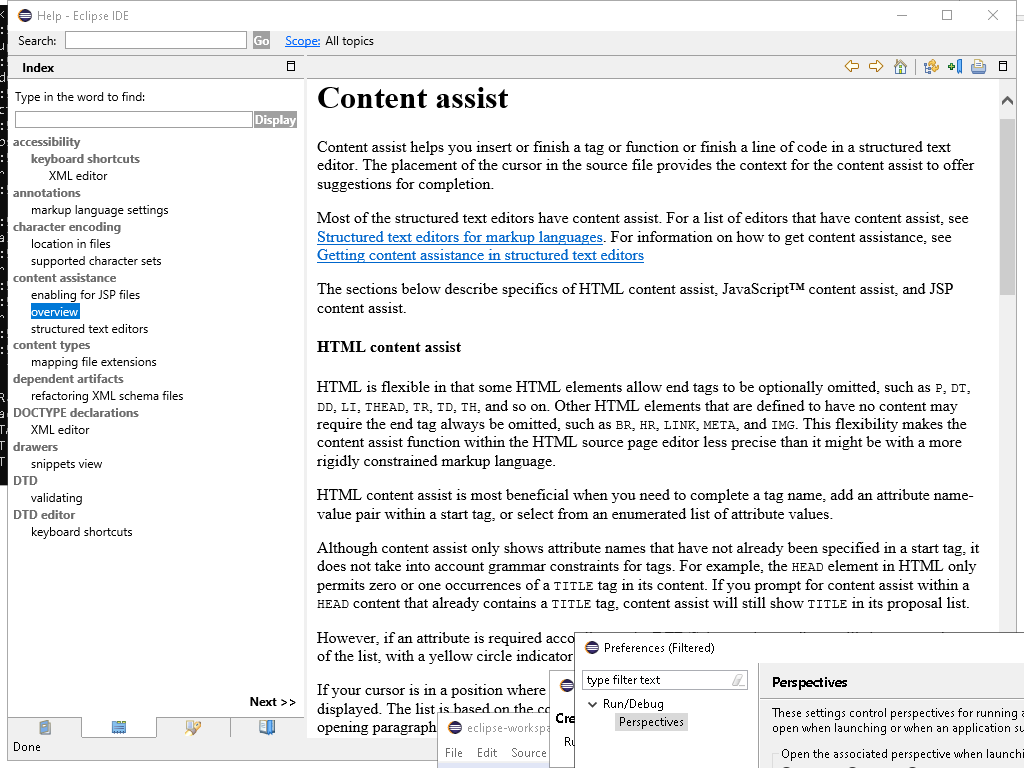 Help - Eclipse IDE
Search:
Go
Scope: All topics
Index
Type in the word to find:
Display
accessibility
keyboard shortcuts
XML editor
annotations
markup language settings
character encoding
location in files
supported character sets
content assistance
enabling for JSP files
overview
structured text editors
content types
mapping file extensions
dependent artifacts
refactoring XML schema files
DOCTYPE declarations
XML editor
drawers
snippets view
DTD
validating
DTD editor
keyboard shortcuts
Next >>
Done
Content assist
Content assist helps you insert or finish a tag or function or finish a line of code in a structured text
editor. The placement of the cursor in the source file provides the context for the content assist to offer
suggestions for completion.
Most of the structured text editors have content assist. For a list of editors that have content assist, see
Structured text editors for markup languages. For information on how to get content assistance, see
Getting content assistance in structured text editors
The sections below describe specifics of HTML content assist, JavaScript™ content assist, and JSP
content assist.
HTML content assist
HTML is flexible in that some HTML elements allow end tags to be optionally omitted, such as P, DT,
DD, LI, THEAD, TR, TD, TH, and so on. Other HTML elements that are defined to have no content may
require the end tag always be omitted, such as BR, HR, LINK, META, and IMG. This flexibility makes the
content assist function within the HTML source page editor less precise than it might be with a more
rigidly constrained markup language.
HTML content assist is most beneficial when you need to complete a tag name, add an attribute name-
value pair within a start tag, or select from an enumerated list of attribute values.
Although content assist only shows attribute names that have not already been specified in a start tag, it
does not take into account grammar constraints for tags. For example, the HEAD element in HTML only
permits zero or one occurrences of a TITLE tag in its content. If you prompt for content assist within a
HEAD content that already contains a TITLE tag, content assist will still show TITLE in its proposal list.
However, if an attribute is required acco
of the list, with a yellow circle indicator
If your cursor is in a position where
displayed. The list is based on the co
opening paragraph,
eclipse-workspa
File Edit Source
Cre
Ru
Preferences (Filtered)
type filter text
Run/Debug
Perspectives
Perspectives
These settings control perspectives for running a
open when launching or when an application su
Open the associated perspective when launchi